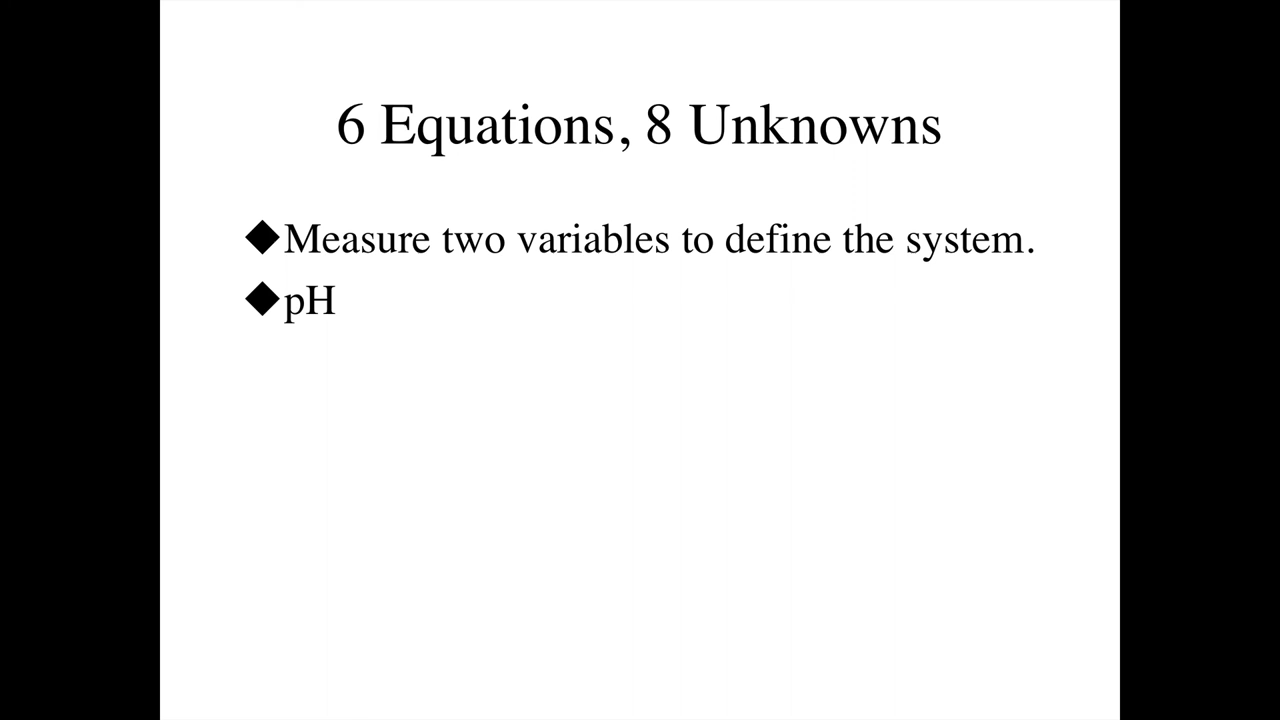 6 Equations, 8 Unknowns
◆Measure two variables to define the system.
◆pH